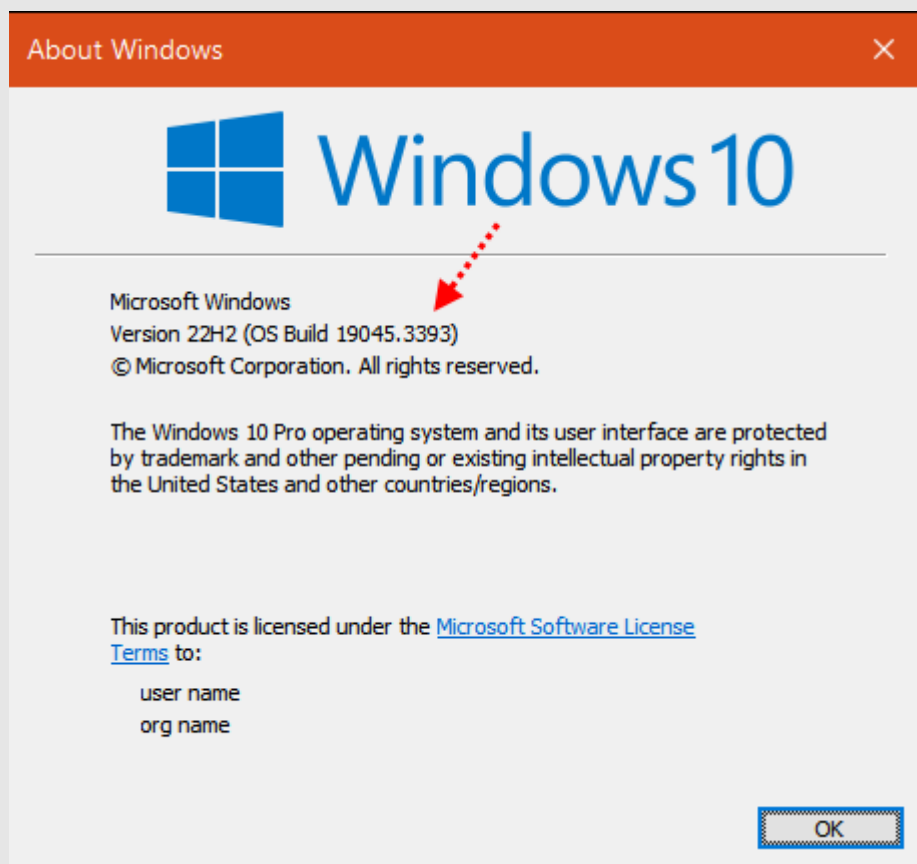 About Windows
Windows 10
Microsoft Windows
Version 22H2 (OS Build 19045.3393)
© Microsoft Corporation. All rights reserved.
The Windows 10 Pro operating system and its user interface are protected
by trademark and other pending or existing intellectual property rights in
the United States and other countries/regions.
This product is licensed under the Microsoft Software License
Terms to:
user name
org name
OK